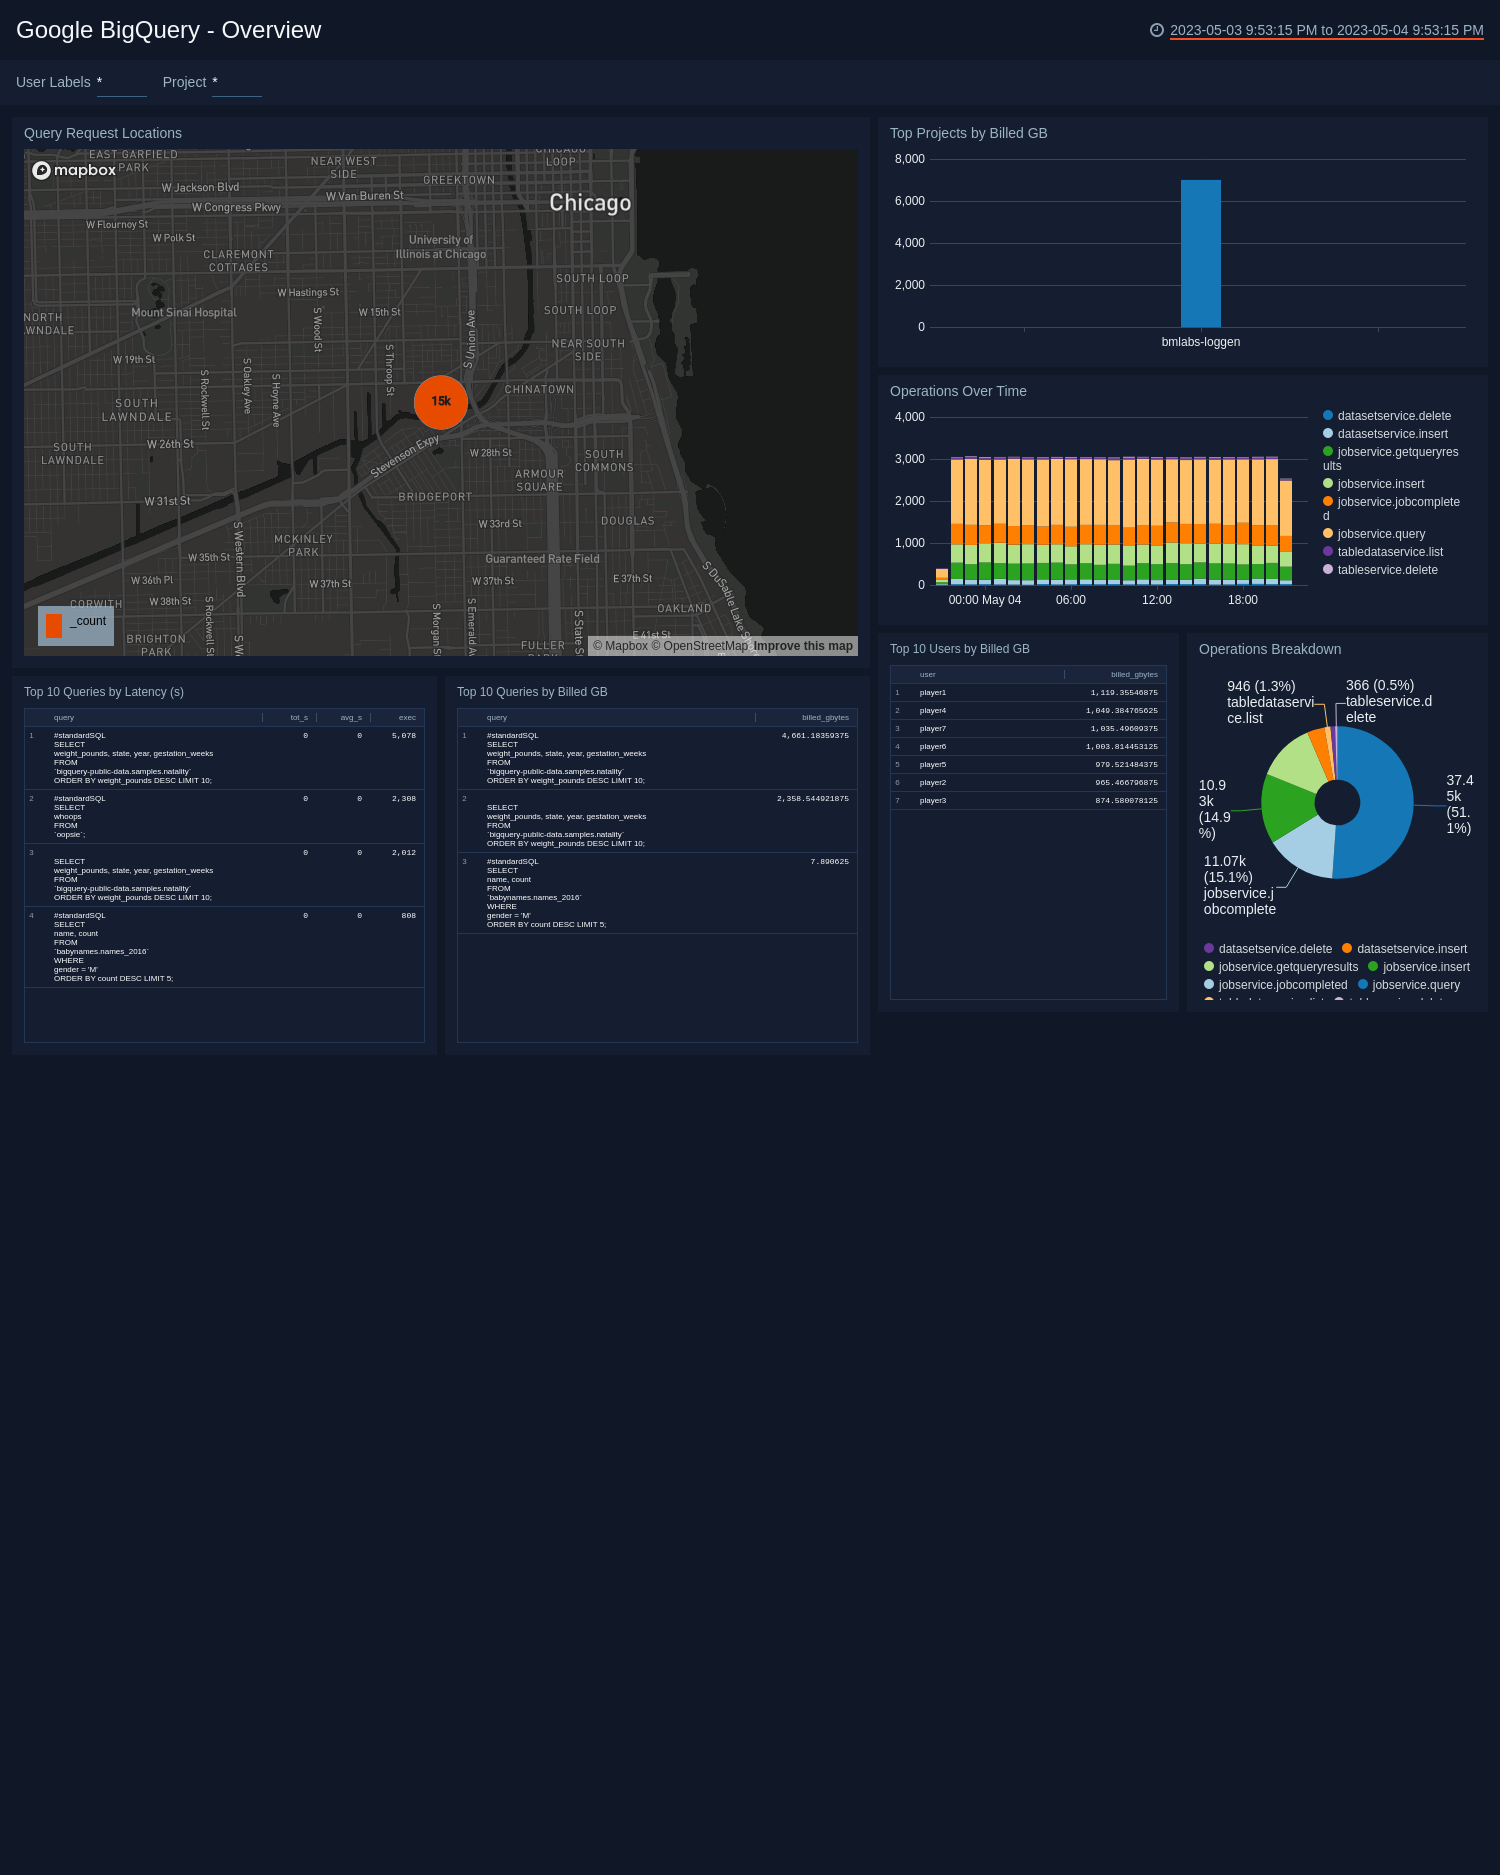 Google BigQuery - Overview
2023-05-03 9:53:15 PM to 2023-05-04 9:53:15 PM
User Labels *
Project *
Query Request Locations
mapbox
EAST GARFIELD
PARK
NEAR WEST
SIDE
LOOP
GREEKTOWN
W Jackson Blvd
W Van Buren St
W Congress Pkwy
Chicago
W Flournoy St
W Polk St
University of
Illinois at Chicago
CLAREMONT
COTTAGES
SOUTH LOOP
W Hastings St
Mount Sinai Hospital
S Wood St
W 15th St
SOUTH LOOP
S Union Ave
NORTH
WNDALE
NEAR SOUTH
SIDE
W 19th St
S Throop St
S Oakley Ave
S Rockwell St
S Hoyne Ave
CHINATOWN
15k
SOUTH
LAWNDALE
W 26th St
SOUTH
LAWNDALE
Stevenson Expy
W 28th St
SOUTH
COMMONS
ARMOUR
SQUARE
W 31st St
BRIDGEPORT
W 33rd St
DOUGLAS
S Western Blvd
MCKINLEY
PARK
W 35th St
Guaranteed Rate Field
S DuSable Lake Sho
W 36th Pl
W 37th St
W 37th St
E 37th St
CORWITH
W 38th St
OAKLAND
S Rockwell St
S W
S Morgan S
S Emerald Av
S State S
_count
BRIGHTON
PARK
FULLER
E 41st St
© Mapbox © OpenStreetMap Improve this map
Top Projects by Billed GB
8,000
6,000
4,000
2,000
0
bmlabs-loggen
Operations Over Time
4,000
3,000
2,000
1,000
0
00:00 May 04
06:00
12:00
18:00
datasetservice.delete
datasetservice.insert
jobservice.getqueryres
ults
jobservice.insert
jobservice.jobcomplete
d
jobservice.query
tabledataservice.list
tableservice.delete
Top 10 Queries by Latency (s)
query tot_s avg_s exec
1 #standardSQL 0 0 5,078
SELECT
weight_pounds, state, year, gestation_weeks
FROM
`bigquery-public-data.samples.natality`
ORDER BY weight_pounds DESC LIMIT 10;
2 #standardSQL 0 0 2,308
SELECT
whoops
FROM
`oopsie`;
3 0 0 2,012
SELECT
weight_pounds, state, year, gestation_weeks
FROM
`bigquery-public-data.samples.natality`
ORDER BY weight_pounds DESC LIMIT 10;
4 #standardSQL 0 0 808
SELECT
name, count
FROM
`babynames.names_2016`
WHERE
gender = 'M'
ORDER BY count DESC LIMIT 5;
Top 10 Queries by Billed GB
query billed_gbytes
1 #standardSQL 4,661.18359375
SELECT
weight_pounds, state, year, gestation_weeks
FROM
`bigquery-public-data.samples.natality`
ORDER BY weight_pounds DESC LIMIT 10;
2 2,358.544921875
SELECT
weight_pounds, state, year, gestation_weeks
FROM
`bigquery-public-data.samples.natality`
ORDER BY weight_pounds DESC LIMIT 10;
3 #standardSQL 7.890625
SELECT
name, count
FROM
`babynames.names_2016`
WHERE
gender = 'M'
ORDER BY count DESC LIMIT 5;
Top 10 Users by Billed GB
user billed_gbytes
1 player1 1,119.35546875
2 player4 1,049.384765625
3 player7 1,035.49609375
4 player6 1,003.814453125
5 player5 979.521484375
6 player2 965.466796875
7 player3 874.580078125
Operations Breakdown
946 (1.3%)
tabledataservi
ce.list
366 (0.5%)
tableservice.d
elete
37.4
5k
(51.
1%)
10.9
3k
(14.9
%)
11.07k
(15.1%)
jobservice.j
obcomplete
datasetservice.delete datasetservice.insert
jobservice.getqueryresults jobservice.insert
jobservice.jobcompleted jobservice.query